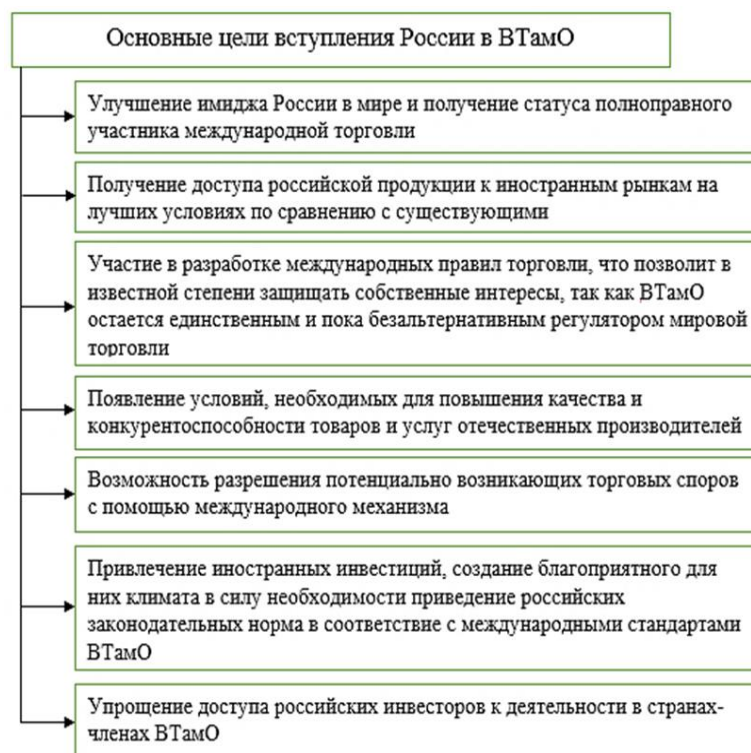 Основные цели вступления России в ВТамО
Улучшение имиджа России в мире и получение статуса полноправного
участника международной торговли
Получение доступа российской продукции к иностранным рынкам на
лучших условиях по сравнению с существующими
Участие в разработке международных правил торговли, что позволит в
известной степени защищать собственные интересы, так как ВТамО
остается единственным и пока безальтернативным регулятором мировой
торговли
Появление условий, необходимых для повышения качества и
конкурентоспособности товаров и услуг отечественных производителей
Возможность разрешения потенциально возникающих торговых споров
с помощью международного механизма
Привлечение иностранных инвестиций, создание благоприятного для
них климата в силу необходимости приведение российских
законодательных норма в соответствие с международными стандартами
ВТамО
Упрощение доступа российских инвесторов к деятельности в странах-
членах ВТамО